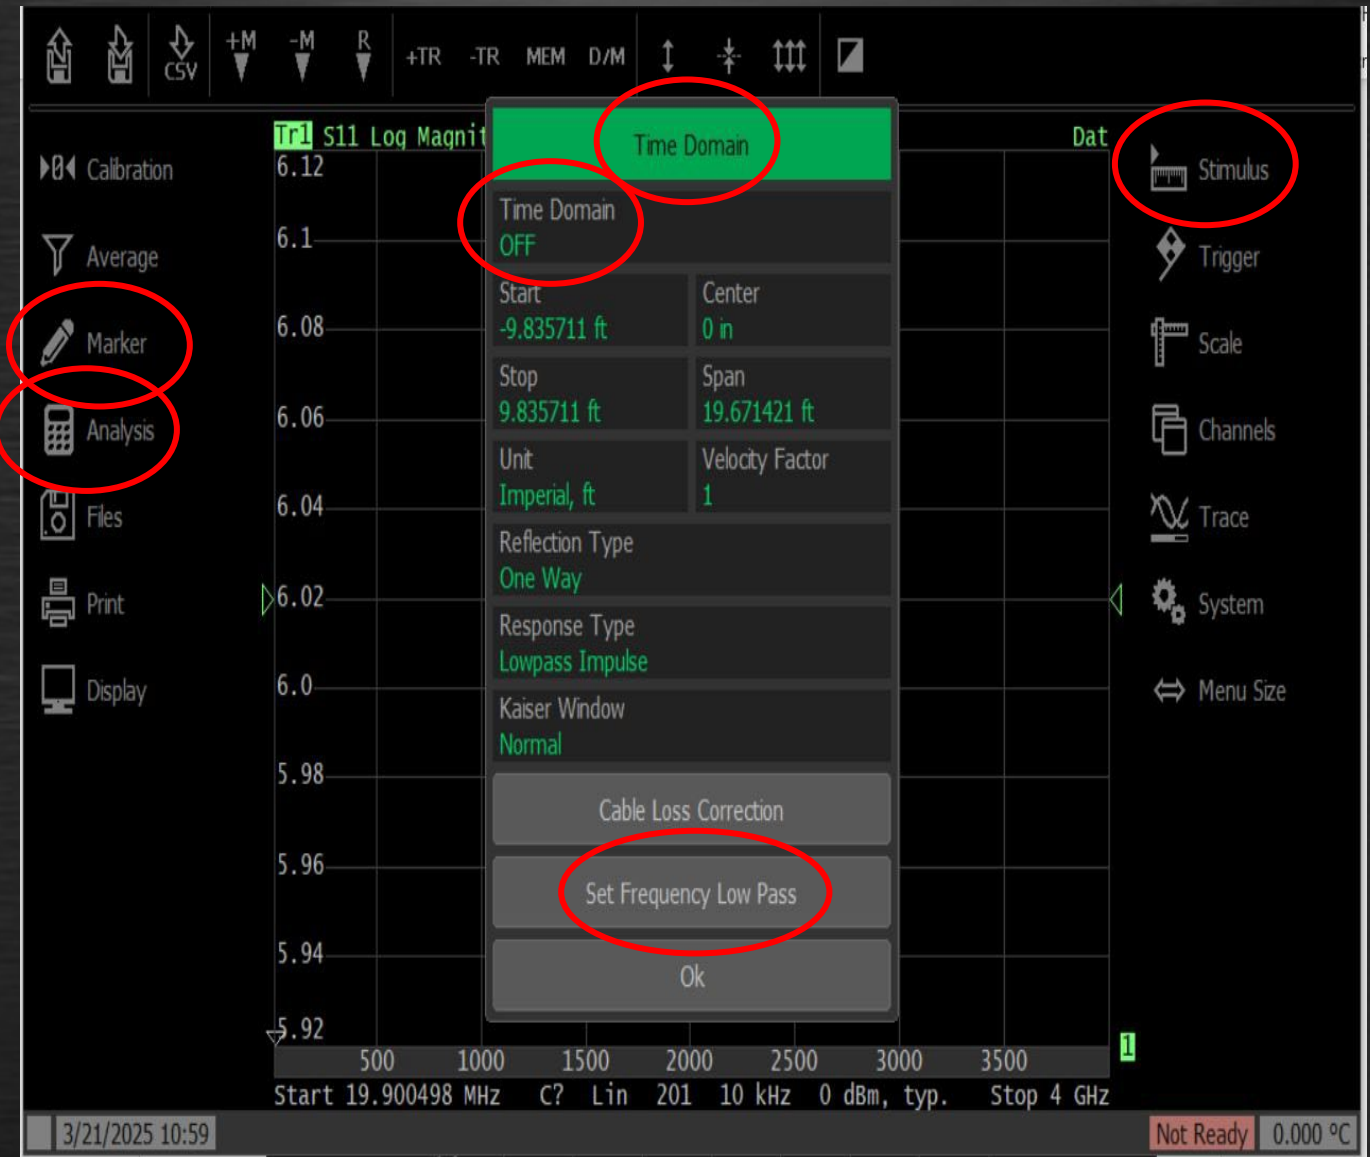 CSV +M -M R +TR -TR MEM D/M
Calibration
Average
Marker
Analysis
Files
Print
Display
Tr1 S11 Log Magnit
Dat
6.12
6.1
6.08
6.06
6.04
6.02
6.0
5.98
5.96
5.94
5.92
Time Domain
Time Domain
OFF
Start
-9.835711 ft
Center
0 in
Stop
9.835711 ft
Span
19.671421 ft
Unit
Imperial, ft
Velocity Factor
1
Reflection Type
One Way
Response Type
Lowpass Impulse
Kaiser Window
Normal
Cable Loss Correction
Set Frequency Low Pass
Ok
Stimulus
Trigger
Scale
Channels
Trace
System
Menu Size
1
500 1000 1500 2000 2500 3000 3500
Start 19.900498 MHz C? Lin 201 10 kHz 0 dBm, typ. Stop 4 GHz
3/21/2025 10:59
Not Ready 0.000 °C